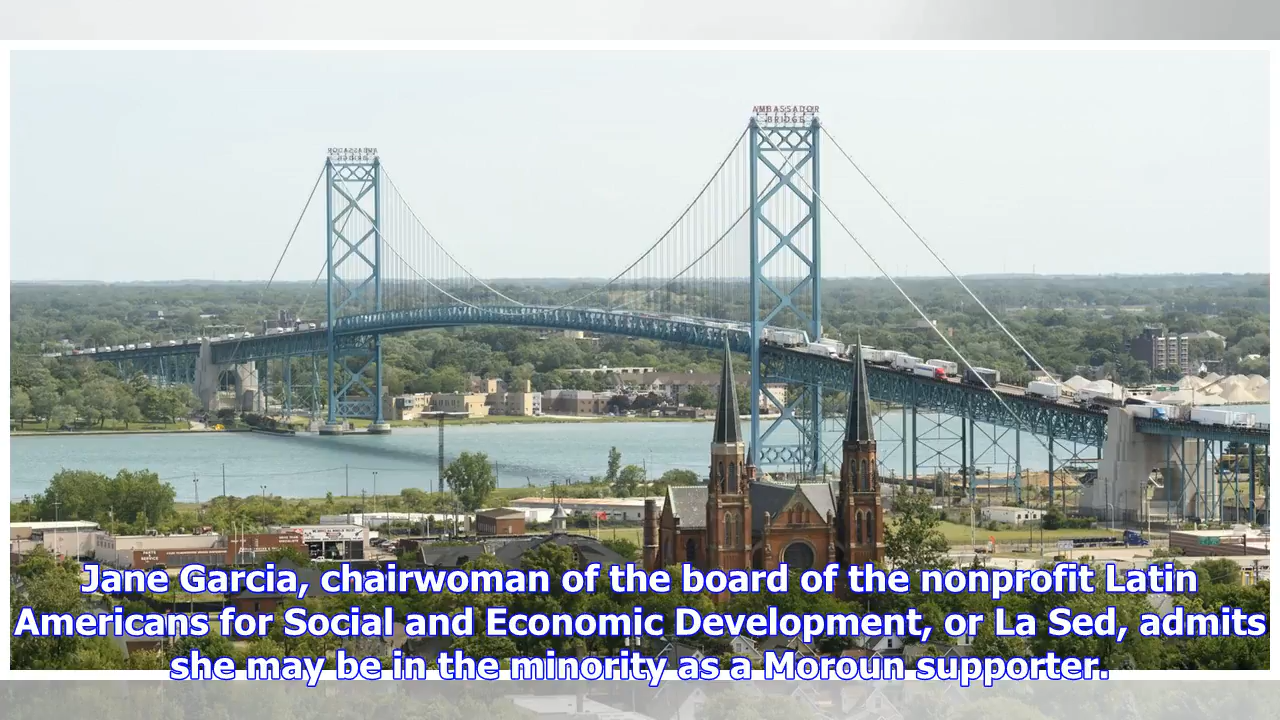 AMBASSADOR
BRIDGE
Jane Garcia, chairwoman of the board of the nonprofit Latin
Americans for Social and Economic Development, or La Sed, admits
she may be in the minority as a Moroun supporter.